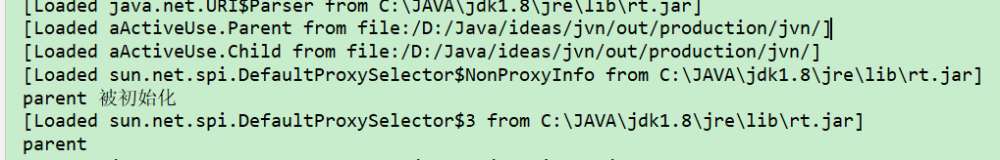 [Loaded java.net.URI$Parser from C:\JAVA\jdk1.8\jre\lib\rt.jar]
[Loaded aActiveUse.Parent from file:/D:/Java/ideas/jvn/out/production/jvn/]
[Loaded aActiveUse.Child from file:/D:/Java/ideas/jvn/out/production/jvn/]
[Loaded sun.net.spi.DefaultProxySelector$NonProxyInfo from C:\JAVA\jdk1.8\jre\lib\rt.jar]
parent 被初始化
[Loaded sun.net.spi.DefaultProxySelector$3 from C:\JAVA\jdk1.8\jre\lib\rt.jar]
parent